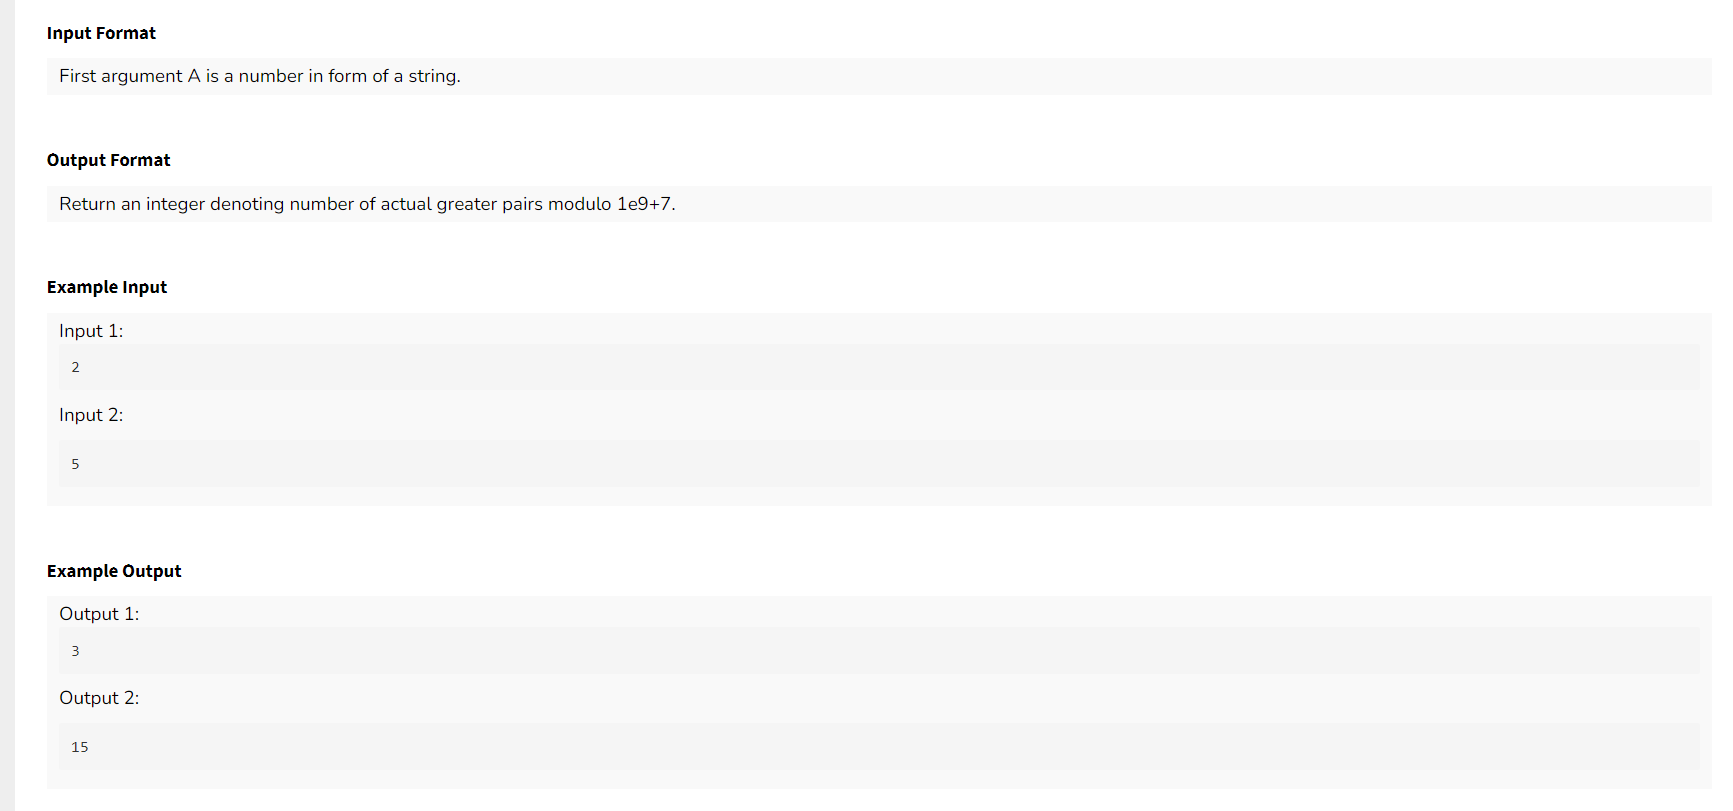 Input Format
First argument A is a number in form of a string.
Output Format
Return an integer denoting number of actual greater pairs modulo 1e9+7.
Example Input
Input 1:
2
Input 2:
5
Example Output
Output 1:
3
Output 2:
15